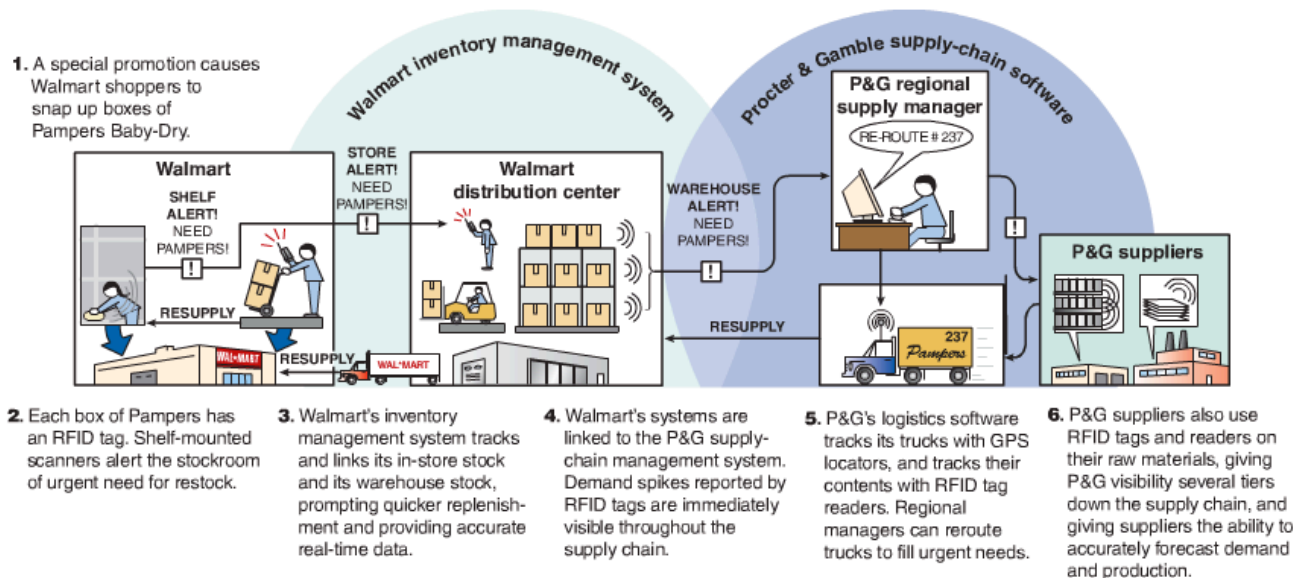 Walmart inventory management system
Procter & Gamble supply-chain software
1. A special promotion causes
Walmart shoppers to
snap up boxes of
Pampers Baby-Dry.
Walmart
SHELF
ALERT!
NEED
PAMPERS!
!
RESUPPLY
WAL*MART
STORE
ALERT!
NEED
PAMPERS!
!
RESUPPLY
WAL*MART
Walmart
distribution center
WAREHOUSE
ALERT!
NEED
PAMPERS!
!
RESUPPLY
P&G regional
supply manager
RE-ROUTE # 237
!
237
Pampers
P&G suppliers
2. Each box of Pampers has
an RFID tag. Shelf-mounted
scanners alert the stockroom
of urgent need for restock.
3. Walmart's inventory
management system tracks
and links its in-store stock
and its warehouse stock,
prompting quicker replenish-
ment and providing accurate
real-time data.
4. Walmart's systems are
linked to the P&G supply-
chain management system.
Demand spikes reported by
RFID tags are immediately
visible throughout the
supply chain.
5. P&G's logistics software
tracks its trucks with GPS
locators, and tracks their
contents with RFID tag
readers. Regional
managers can reroute
trucks to fill urgent needs.
6. P&G suppliers also use
RFID tags and readers on
their raw materials, giving
P&G visibility several tiers
down the supply chain, and
giving suppliers the ability to
accurately forecast demand
and production.